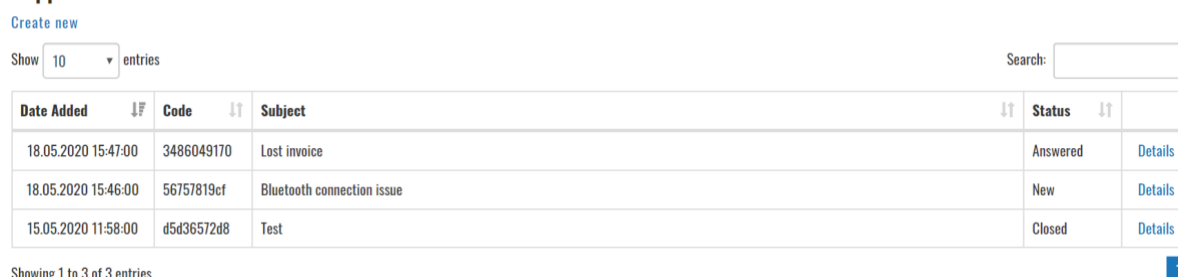 Create new
Show 10 entries Search:
Date Added Code Subject Status
18.05.2020 15:47:00 3486049170 Lost invoice Answered Details
18.05.2020 15:46:00 56757819cf Bluetooth connection issue New Details
15.05.2020 11:58:00 d5d36572d8 Test Closed Details
Showing 1 to 3 of 3 entries